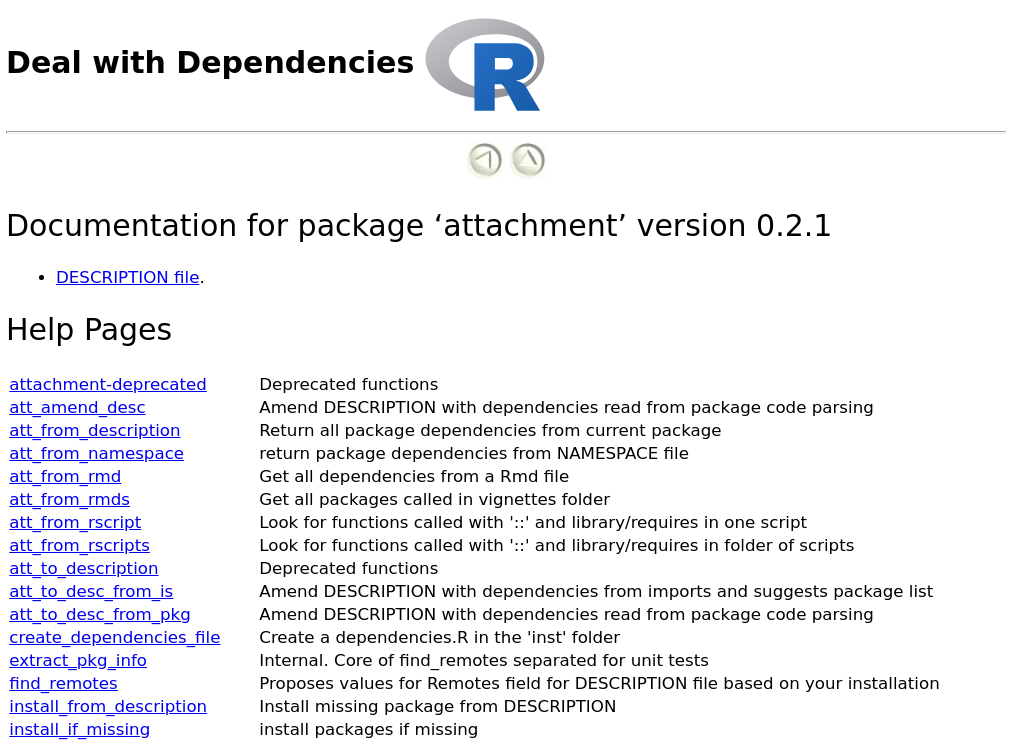 Deal with Dependencies R
Documentation for package ‘attachment’ version 0.2.1
• DESCRIPTION file.
Help Pages
attachment-deprecated Deprecated functions
att_amend_desc Amend DESCRIPTION with dependencies read from package code parsing
att_from_description Return all package dependencies from current package
att_from_namespace return package dependencies from NAMESPACE file
att_from_rmd Get all dependencies from a Rmd file
att_from_rmds Get all packages called in vignettes folder
att_from_rscript Look for functions called with '::' and library/requires in one script
att_from_rscripts Look for functions called with '::' and library/requires in folder of scripts
att_to_description Deprecated functions
att_to_desc_from_is Amend DESCRIPTION with dependencies from imports and suggests package list
att_to_desc_from_pkg Amend DESCRIPTION with dependencies read from package code parsing
create_dependencies_file Create a dependencies.R in the 'inst' folder
extract_pkg_info Internal. Core of find_remotes separated for unit tests
find_remotes Proposes values for Remotes field for DESCRIPTION file based on your installation
install_from_description Install missing package from DESCRIPTION
install_if_missing install packages if missing